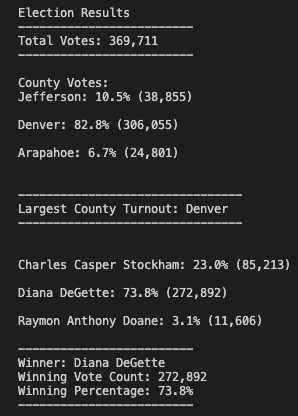 Election Results
-------------------------
Total Votes: 369,711
-------------------------
County Votes:
Jefferson: 10.5% (38,855)
Denver: 82.8% (306,055)
Arapahoe: 6.7% (24,801)
--------------------------------
Largest County Turnout: Denver
--------------------------------
Charles Casper Stockham: 23.0% (85,213)
Diana DeGette: 73.8% (272,892)
Raymon Anthony Doane: 3.1% (11,606)
-------------------------
Winner: Diana DeGette
Winning Vote Count: 272,892
Winning Percentage: 73.8%
-------------------------